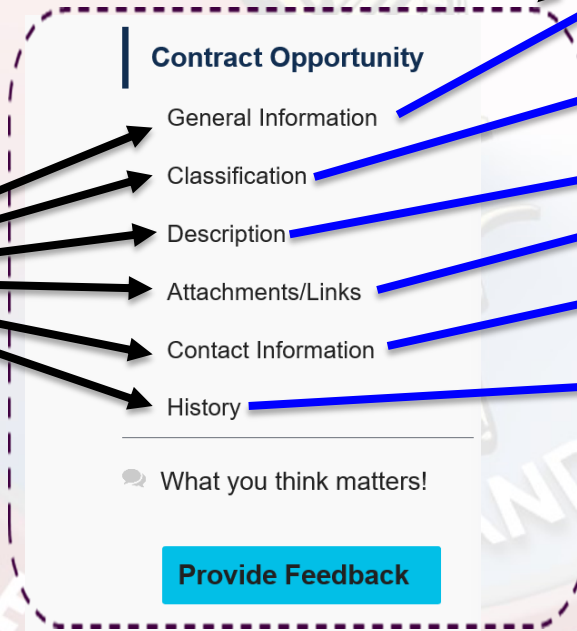 Contract Opportunity
General Information
Classification
Description
Attachments/Links
Contact Information
History
What you think matters!
Provide Feedback